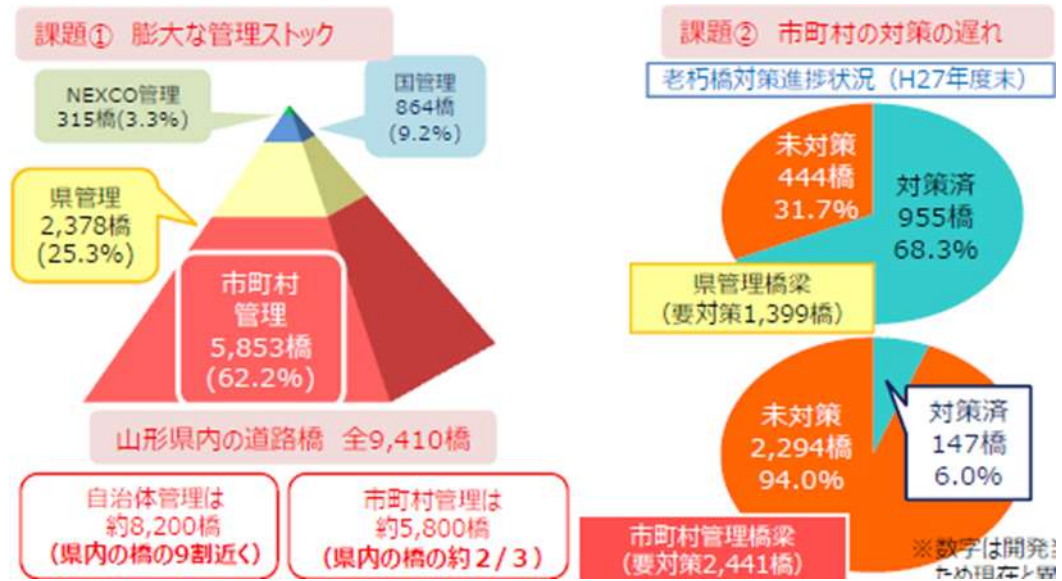 課題① 膨大な管理ストック
NEXCO管理
315橋(3.3%)
国管理
864橋
(9.2%)
県管理
2,378橋
(25.3%)
市町村
管理
5,853橋
(62.2%)
山形県内の道路橋 全9,410橋
自治体管理は
約8,200橋
(県内の橋の9割近く)
市町村管理は
約5,800橋
(県内の橋の約2/3)
課題② 市町村の対策の遅れ
老朽橋対策進捗状況（H27年度末）
未対策
444橋
31.7%
対策済
955橋
68.3%
県管理橋梁
（要対策1,399橋）
未対策
2,294橋
94.0%
対策済
147橋
6.0%
市町村管理橋梁
（要対策2,441橋）
※数字は開発
ため現在と